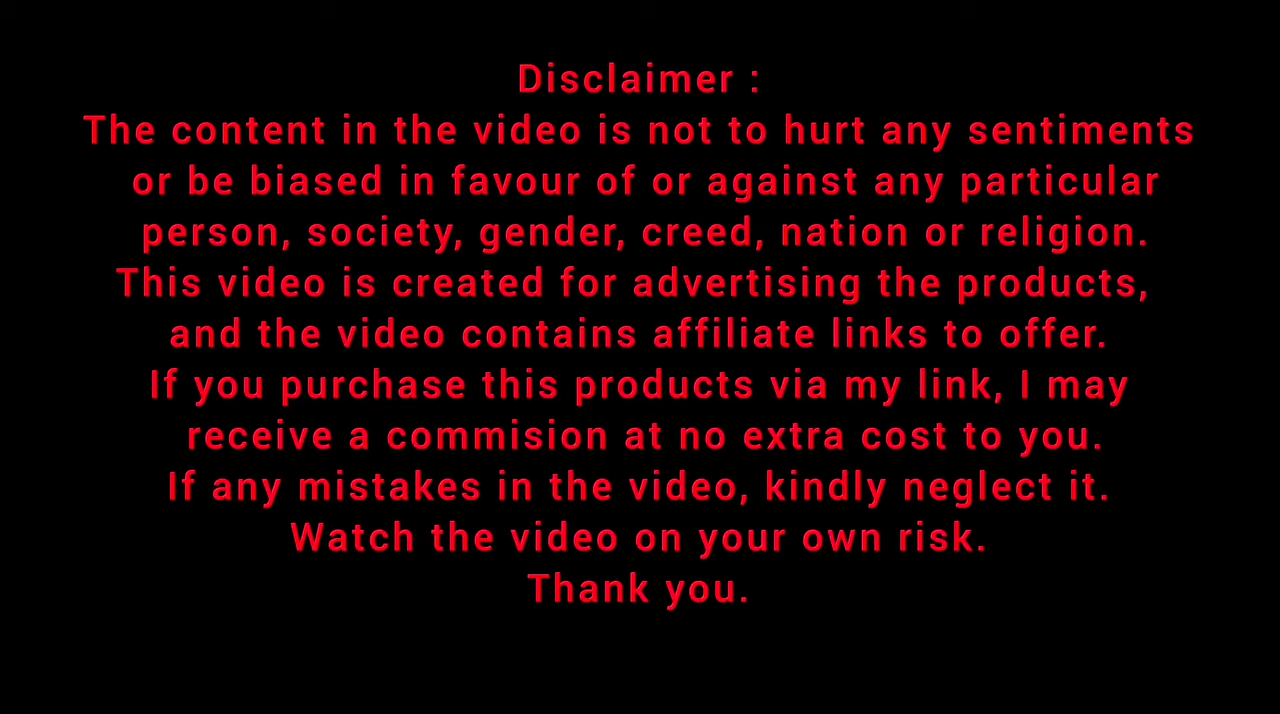 Disclaimer :
The content in the video is not to hurt any sentiments
or be biased in favour of or against any particular
person, society, gender, creed, nation or religion.
This video is created for advertising the products,
and the video contains affiliate links to offer.
If you purchase this products via my link, I may
receive a commision at no extra cost to you.
If any mistakes in the video, kindly neglect it.
Watch the video on your own risk.
Thank you.